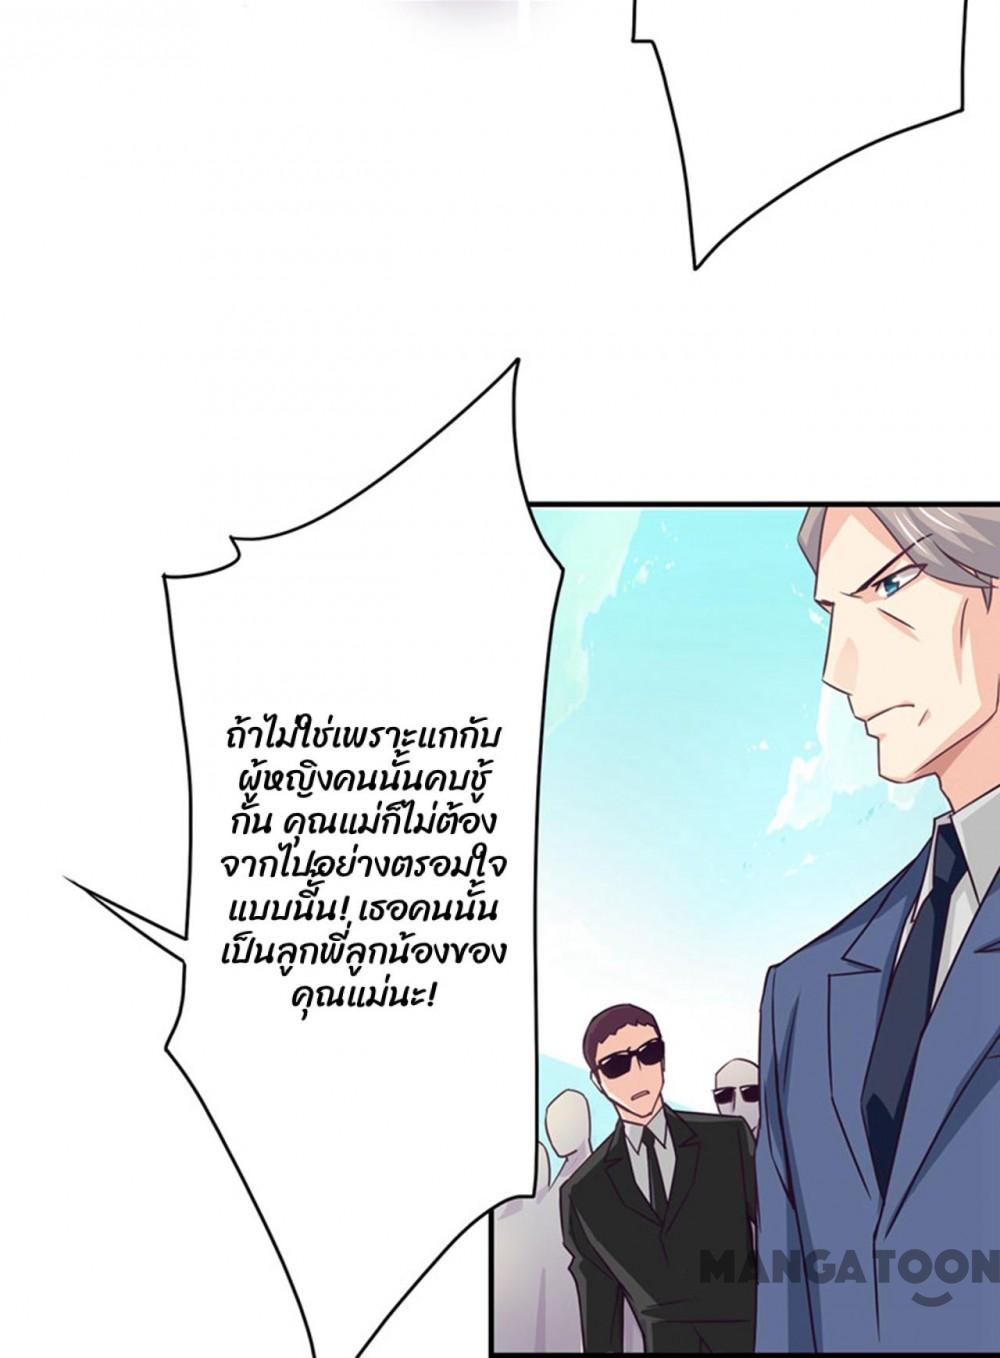 ถ้าไม่ใช่เพราะแกกับ
ผู้หญิงคนนั้นคบชู้
กัน คุณแม่ก็ไม่ต้อง
จากไปอย่างตรอมใจ
แบบนี้น! เธอคนนั้น
เป็นลูกพี่ลูกน้องของ
คุณแม่นะ!
MANGATOON